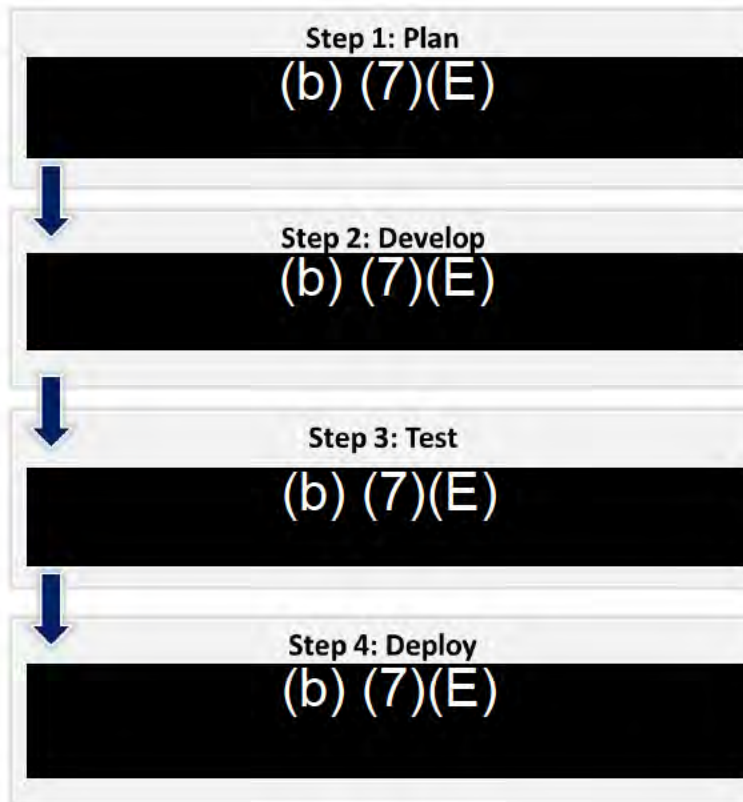 Step 1: Plan
(b) (7)(E)
Step 2: Develop
(b) (7)(E)
Step 3: Test
(b) (7)(E)
Step 4: Deploy
(b) (7)(E)